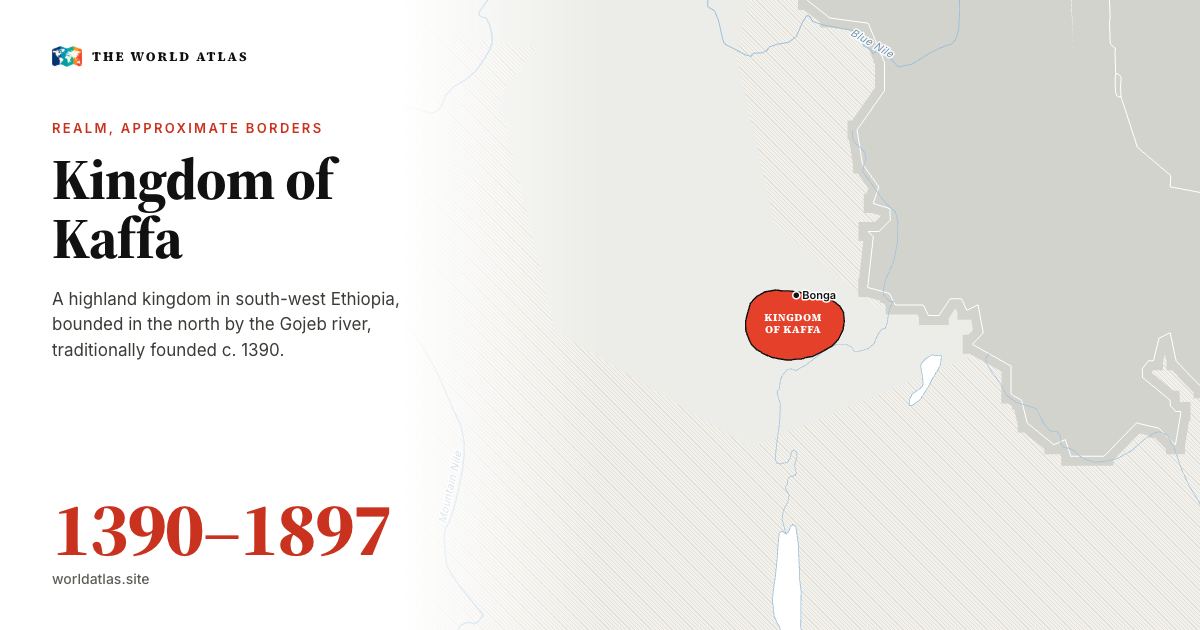 THE WORLD ATLAS
REALM, APPROXIMATE BORDERS
Kingdom of
Kaffa
A highland kingdom in south-west Ethiopia,
bounded in the north by the Gojeb river,
traditionally founded c. 1390.
1390–1897
worldatlas.site
Blue Nile
Bonga
KINGDOM
OF KAFFA
Mountain Nile